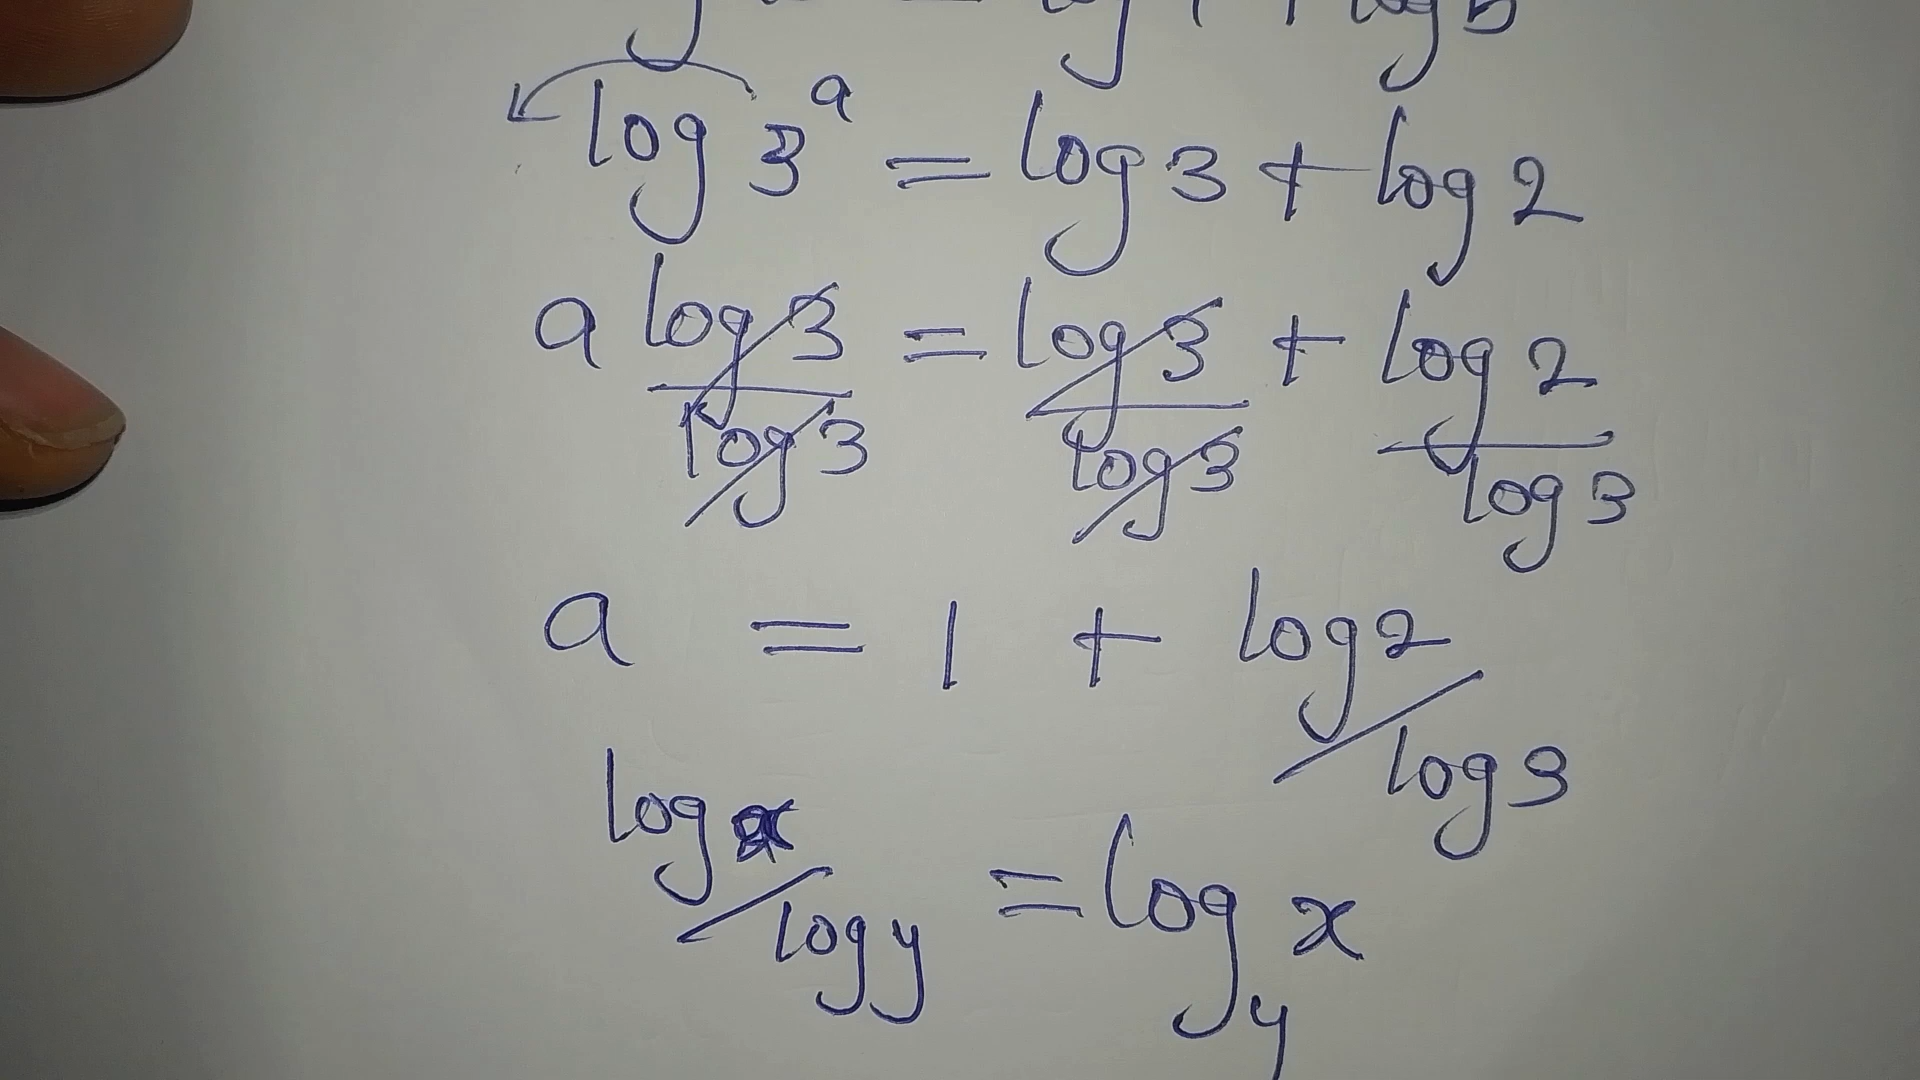 log 3^a = log 3 + log 2
a log 3 / log 3 = log 3 / log 3 + log 2 / log 3
a = 1 + log 2 / log 3
log x / log y = log_y x